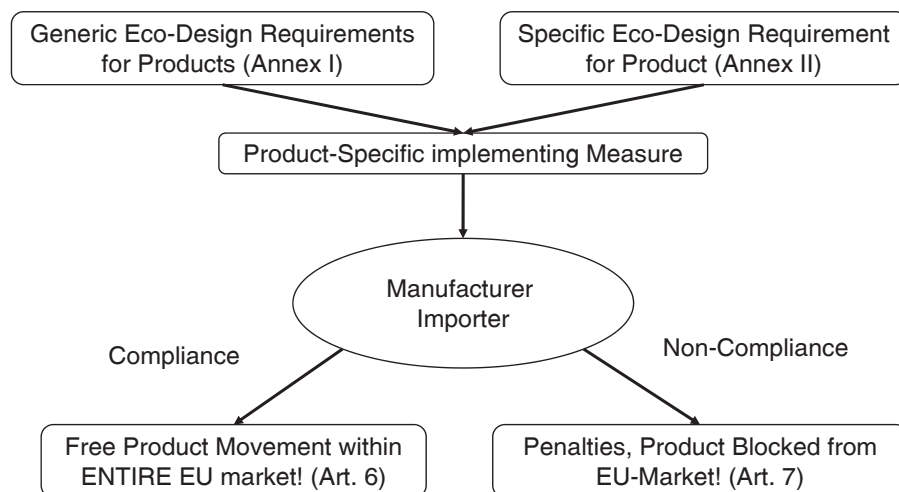 Generic Eco-Design Requirements
for Products (Annex I)
Specific Eco-Design Requirement
for Product (Annex II)
Product-Specific implementing Measure
Manufacturer
Importer
Compliance
Non-Compliance
Free Product Movement within
ENTIRE EU market! (Art. 6)
Penalties, Product Blocked from
EU-Market! (Art. 7)